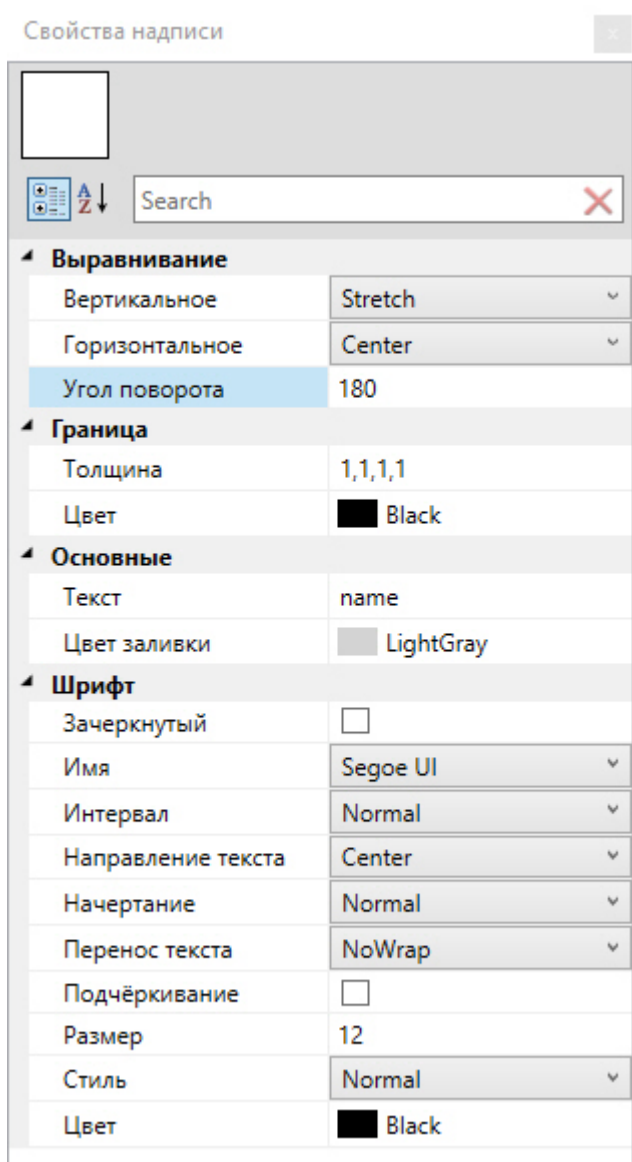 Свойства надписи
x
A
Z
Search
Выравнивание
Вертикальное Stretch
Горизонтальное Center
Угол поворота 180
Граница
Толщина 1,1,1,1
Цвет Black
Основные
Текст name
Цвет заливки LightGray
Шрифт
Зачеркнутый
Имя Segoe UI
Интервал Normal
Направление текста Center
Начертание Normal
Перенос текста NoWrap
Подчёркивание
Размер 12
Стиль Normal
Цвет Black